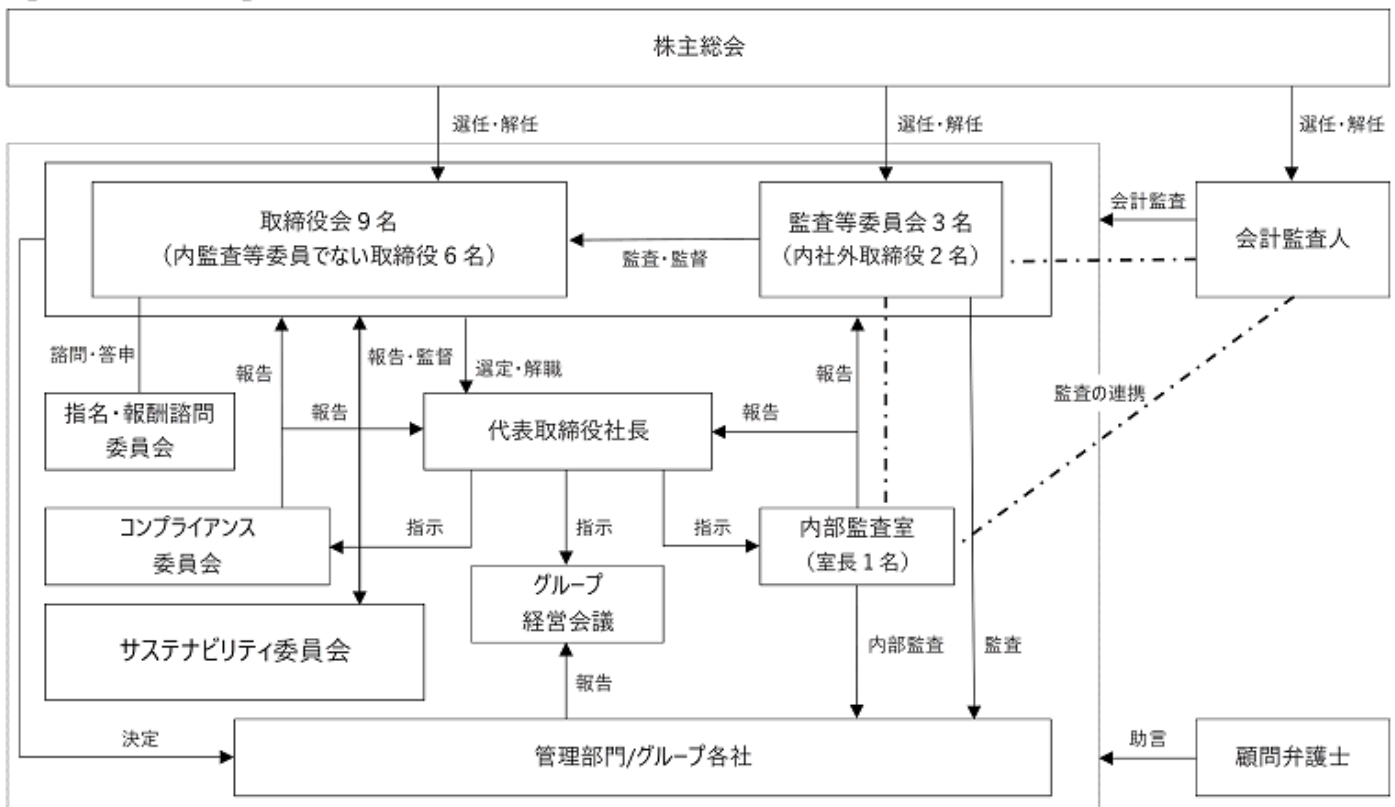 株主総会
選任・解任
選任・解任
選任・解任
取締役会9名
(内監査等委員でない取締役6名)
監査・監督
監査等委員会3名
(内社外取締役2名)
会計監査
会計監査人
諮問・答申
報告
報告・監督
選定・解職
報告
監査の連携
指名・報酬諮問
委員会
報告
代表取締役社長
報告
コンプライアンス
委員会
指示
指示
指示
内部監査室
(室長1名)
グループ
経営会議
サステナビリティ委員会
内部監査
監査
報告
決定
管理部門/グループ各社
助言
顧問弁護士